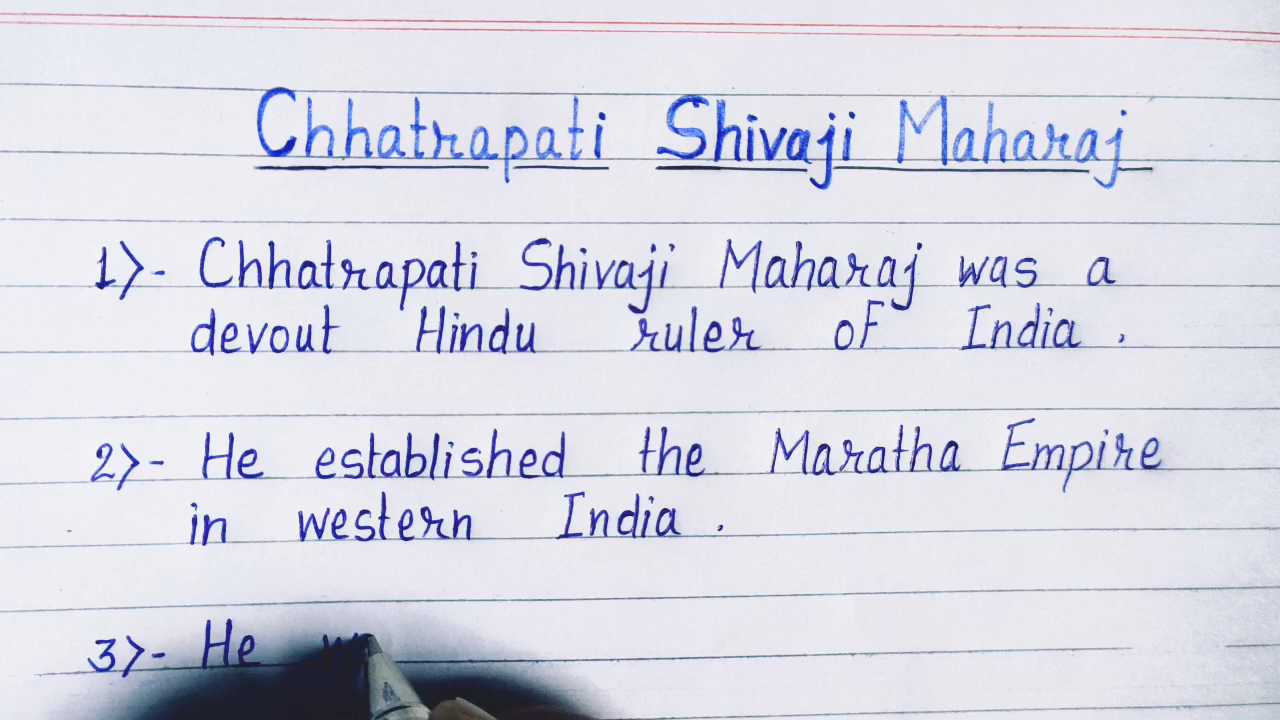 Chhatrapati Shivaji Maharaj
1)- Chhatrapati Shivaji Maharaj was a
devout Hindu ruler of India.
2)- He established the Maratha Empire
in western India.
3)- He